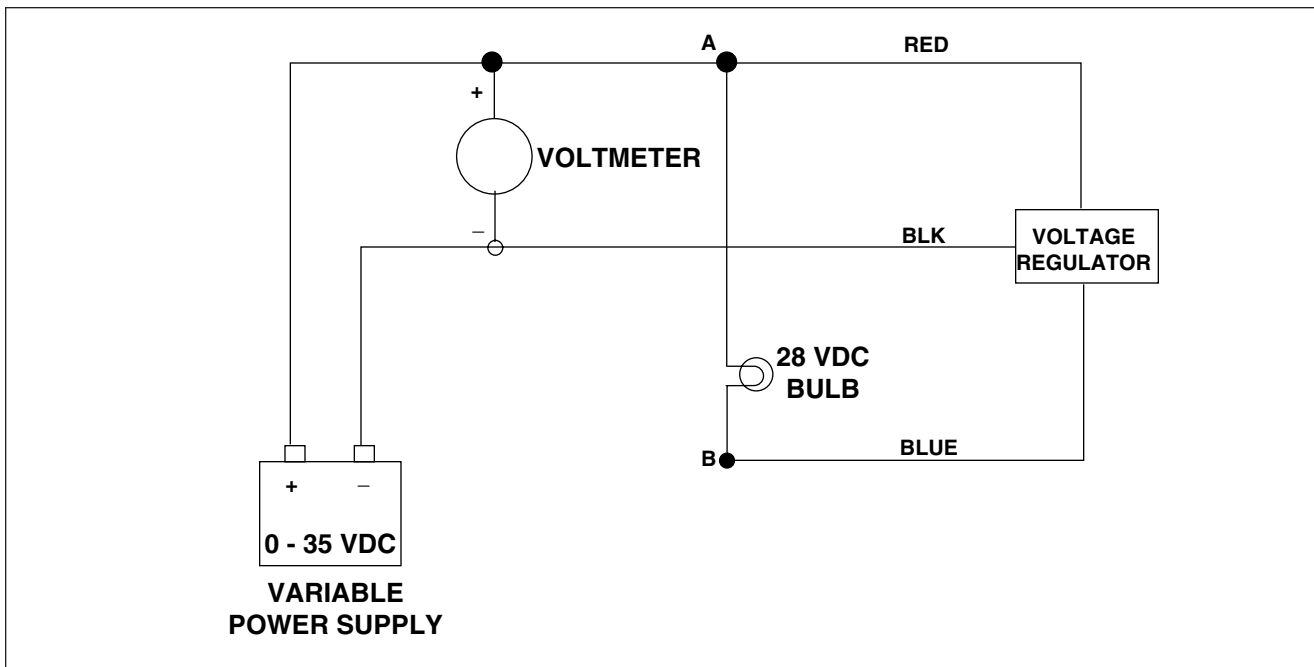 A
RED
+
VOLTMETER
–
BLK
VOLTAGE
REGULATOR
28 VDC
BULB
B
BLUE
+ –
0 - 35 VDC
VARIABLE
POWER SUPPLY